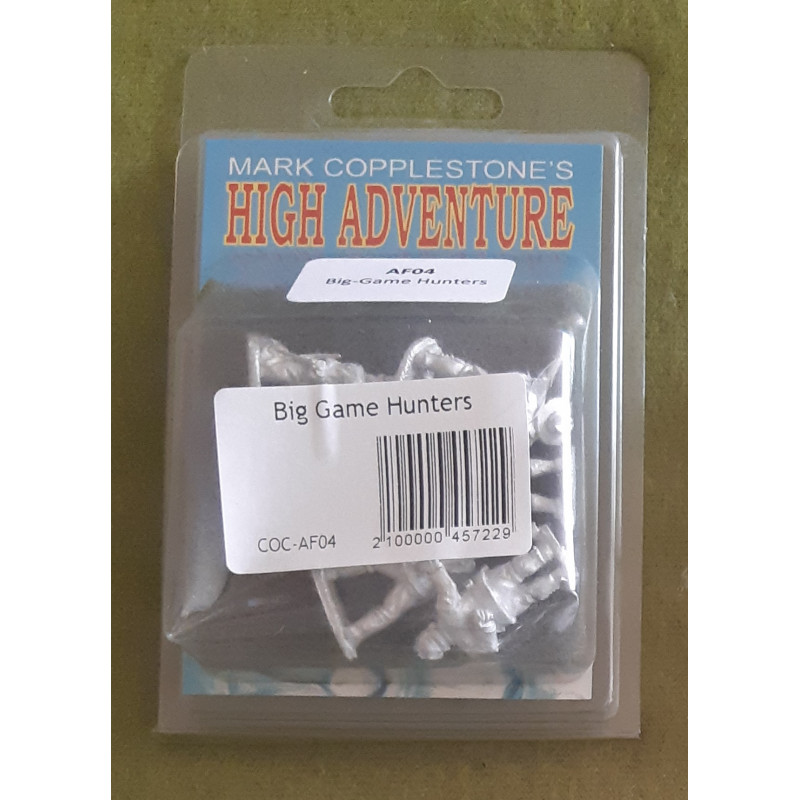 MARK COPPLESTONE'S
HIGH ADVENTURE
AF04
Big-Game Hunters
Big Game Hunters
COC-AF04
2 100000 457229